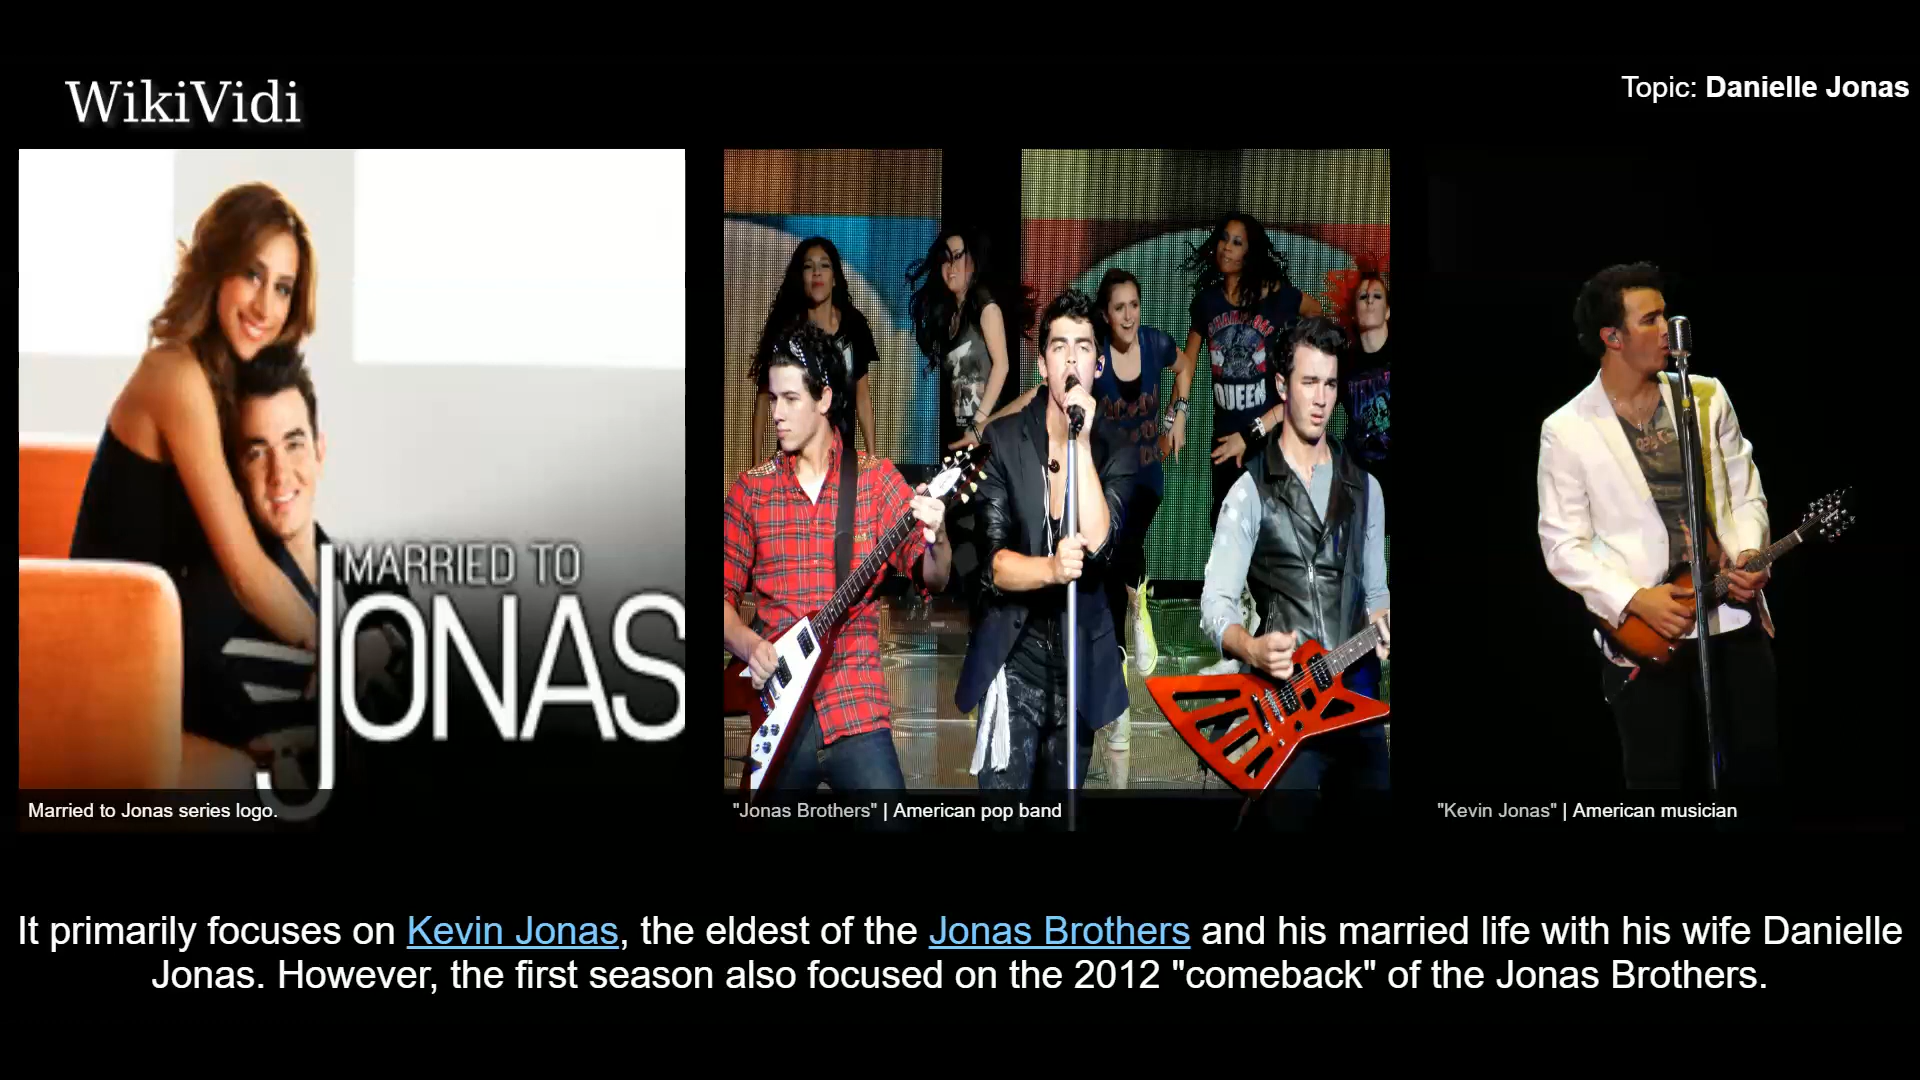 WikiVidi
Topic: Danielle Jonas
MARRIED TO
JONAS
QUEEN
Married to Jonas series logo.
"Jonas Brothers" | American pop band
"Kevin Jonas" | American musician
It primarily focuses on Kevin Jonas, the eldest of the Jonas Brothers and his married life with his wife Danielle
Jonas. However, the first season also focused on the 2012 "comeback" of the Jonas Brothers.